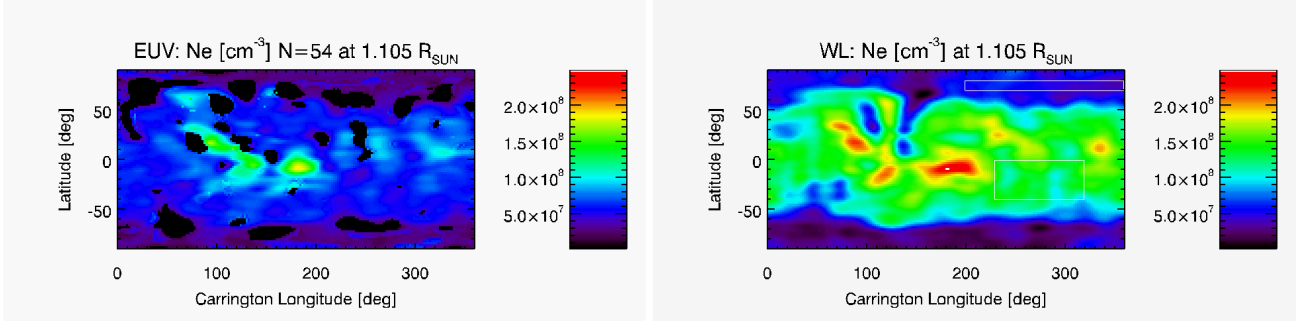 EUV: Ne [cm⁻³] N=54 at 1.105 R_SUN
50
0
-50
Latitude [deg]
0 100 200 300
Carrington Longitude [deg]
2.0×10⁸
1.5×10⁸
1.0×10⁸
5.0×10⁷
WL: Ne [cm⁻³] at 1.105 R_SUN
50
0
-50
Latitude [deg]
0 100 200 300
Carrington Longitude [deg]
2.0×10⁸
1.5×10⁸
1.0×10⁸
5.0×10⁷